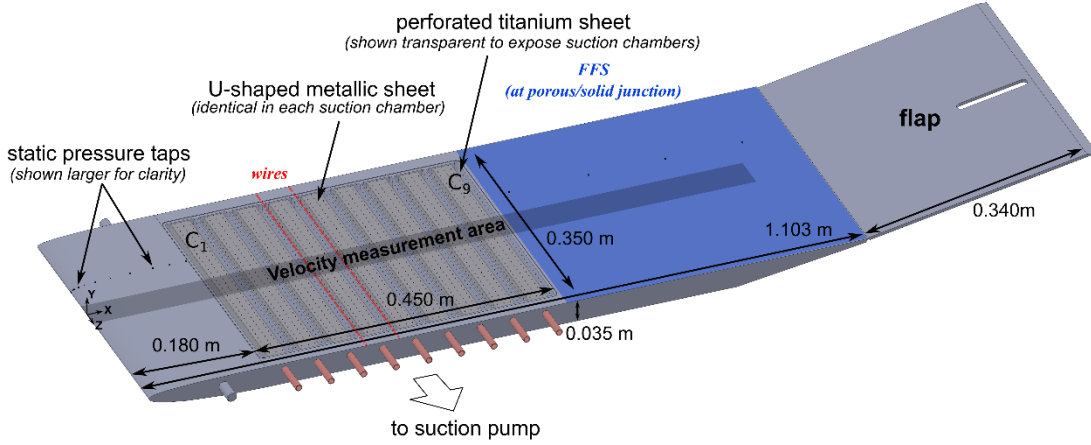 perforated titanium sheet
(shown transparent to expose suction chambers)
FFS
(at porous/solid junction)
U-shaped metallic sheet
(identical in each suction chamber)
flap
static pressure taps
(shown larger for clarity)
wires
C9
C1
Velocity measurement area
0.350 m
1.103 m
0.340m
0.450 m
0.035 m
0.180 m
Y
X
Z
to suction pump